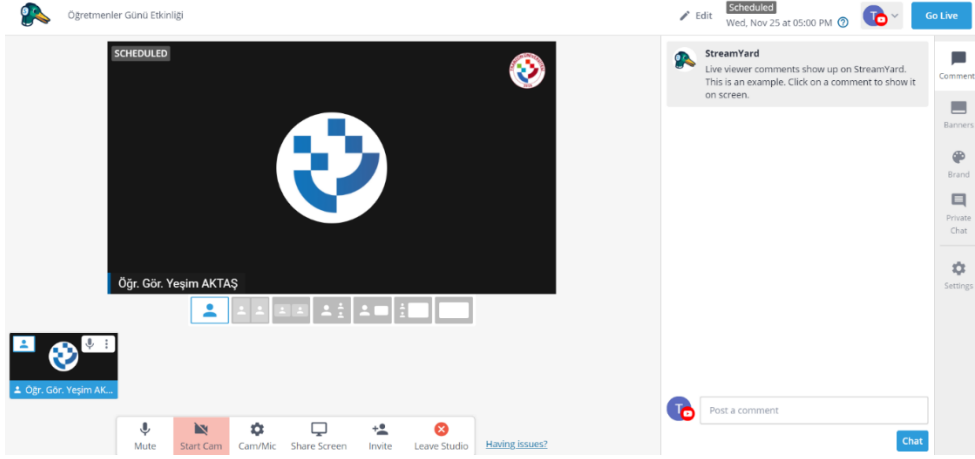 Öğretmenler Günü Etkinliği
Edit
Scheduled
Wed, Nov 25 at 05:00 PM
T
Go Live
SCHEDULED
Öğr. Gör. Yeşim AKTAŞ
Öğr. Gör. Yeşim AK...
Mute
Start Cam
Cam/Mic
Share Screen
Invite
Leave Studio
Having issues?
StreamYard
Live viewer comments show up on StreamYard.
This is an example. Click on a comment to show it
on screen.
T
Post a comment
Chat
Comment
Banners
Brand
Private
Chat
Settings